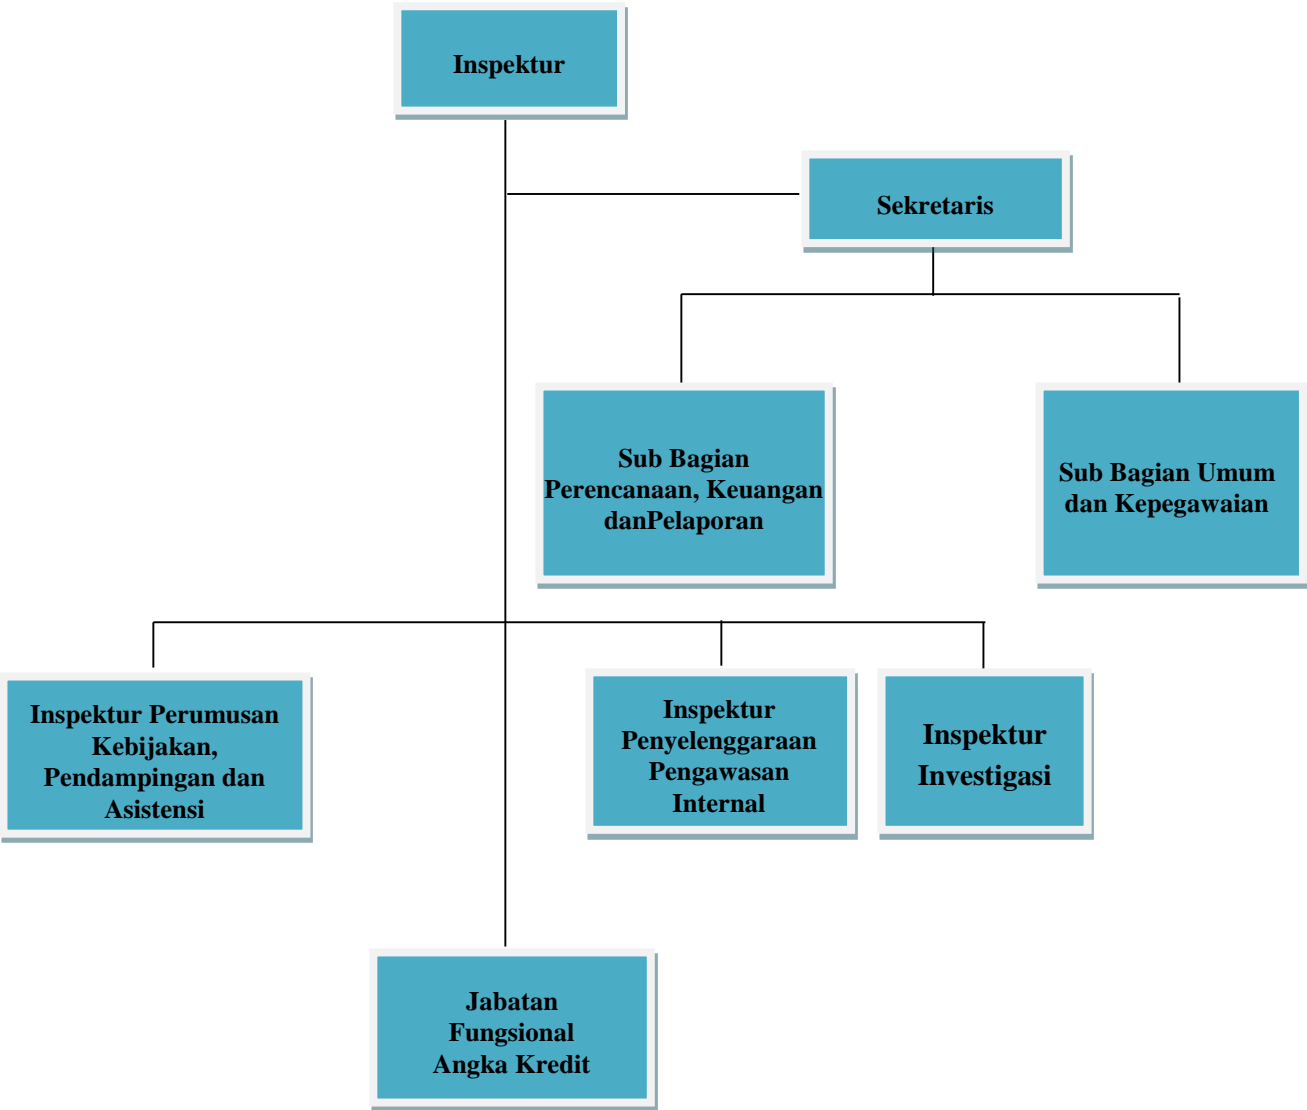 Inspektur
Sekretaris
Sub Bagian
Perencanaan, Keuangan
danPelaporan
Sub Bagian Umum
dan Kepegawaian
Inspektur Perumusan
Kebijakan,
Pendampingan dan
Asistensi
Inspektur
Penyelenggaraan
Pengawasan
Internal
Inspektur
Investigasi
Jabatan
Fungsional
Angka Kredit